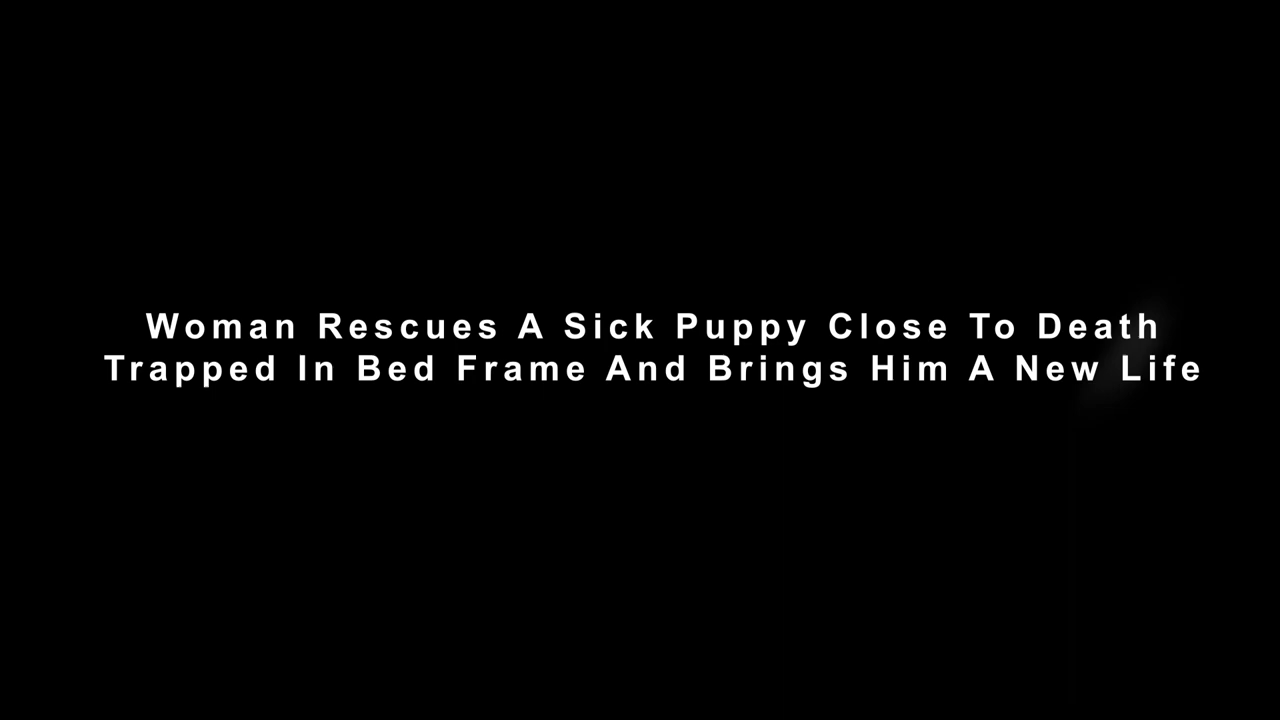 Woman Rescues A Sick Puppy Close To Death
Trapped In Bed Frame And Brings Him A New Life